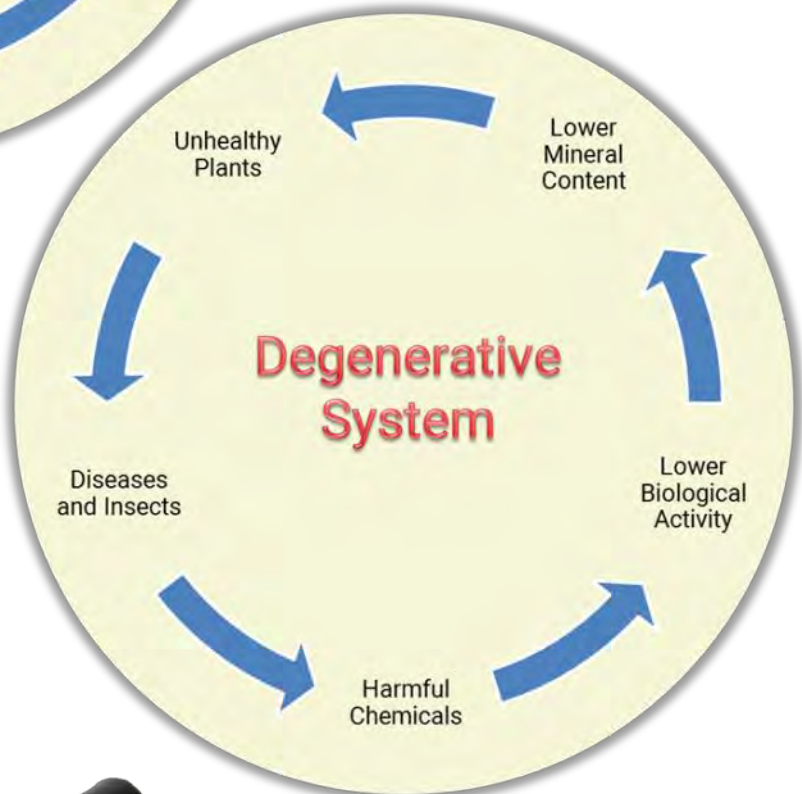 Unhealthy
Plants
Lower
Mineral
Content
Degenerative
System
Diseases
and Insects
Lower
Biological
Activity
Harmful
Chemicals